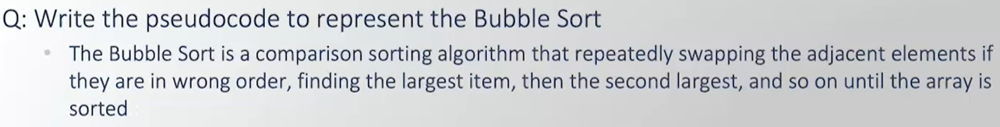 Q: Write the pseudocode to represent the Bubble Sort
• The Bubble Sort is a comparison sorting algorithm that repeatedly swapping the adjacent elements if
they are in wrong order, finding the largest item, then the second largest, and so on until the array is
sorted